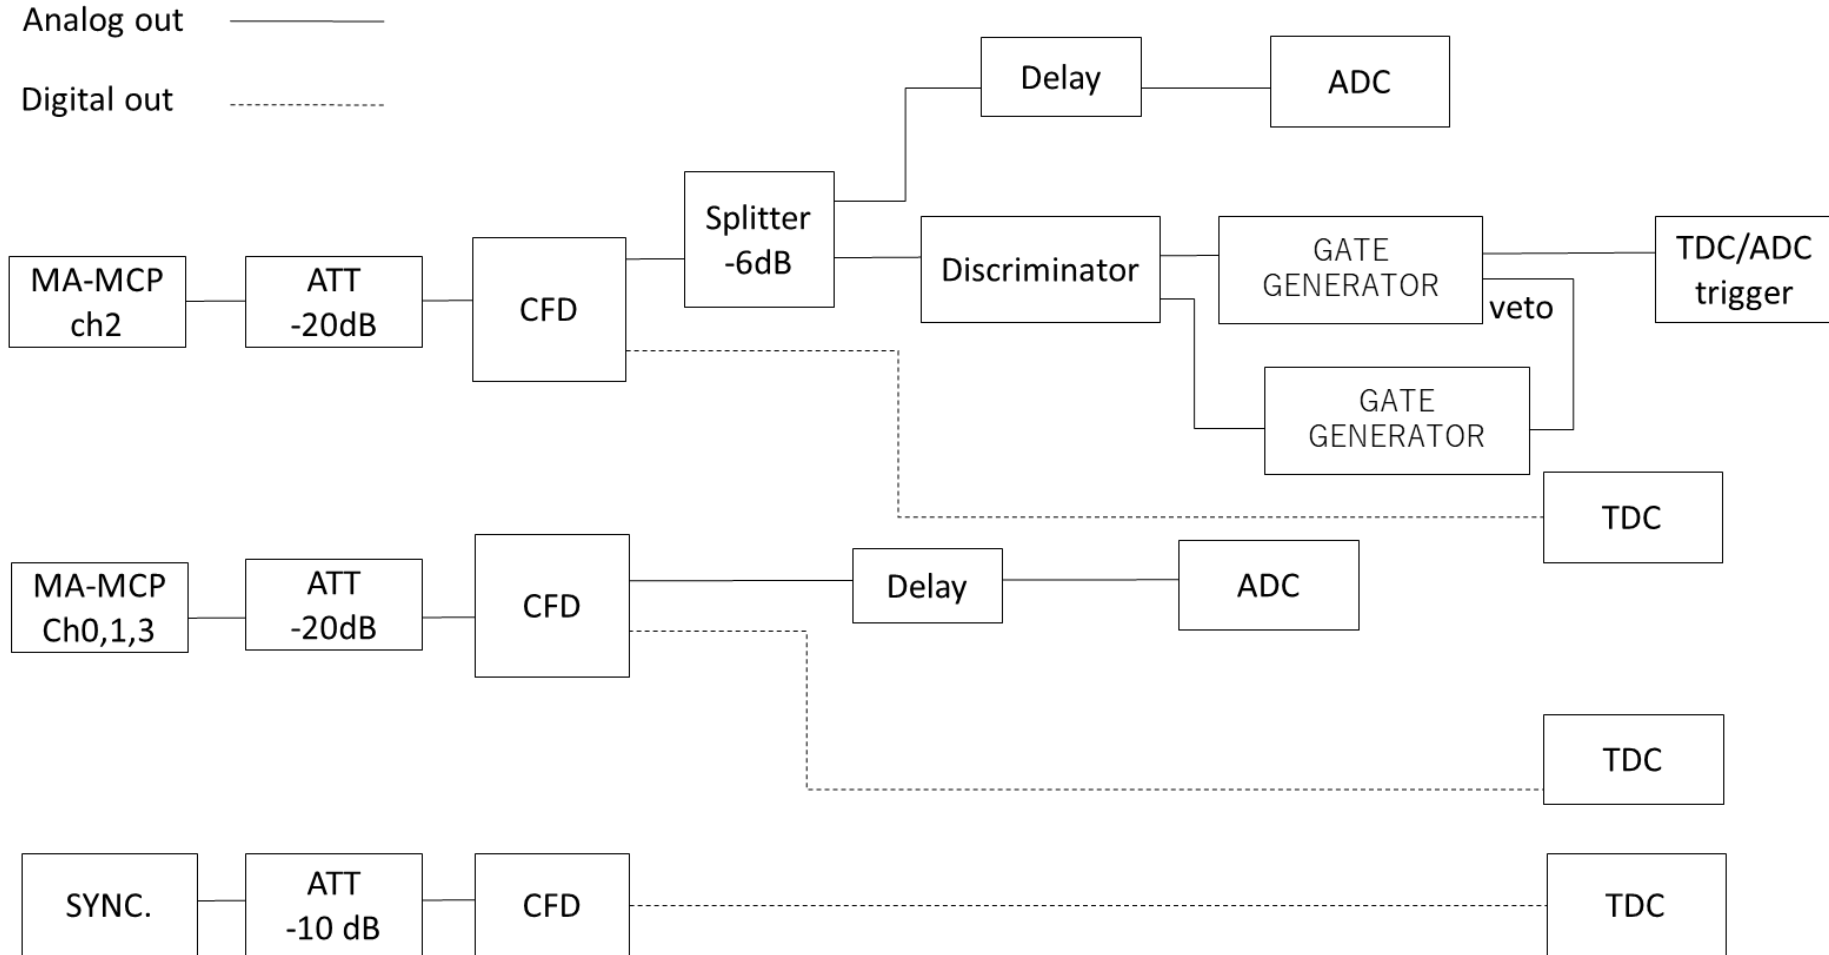 Analog out
Digital out
Delay
ADC
Splitter
-6dB
MA-MCP
ch2
ATT
-20dB
CFD
Discriminator
GATE
GENERATOR
veto
TDC/ADC
trigger
GATE
GENERATOR
TDC
MA-MCP
Ch0,1,3
ATT
-20dB
CFD
Delay
ADC
TDC
SYNC.
ATT
-10 dB
CFD
TDC